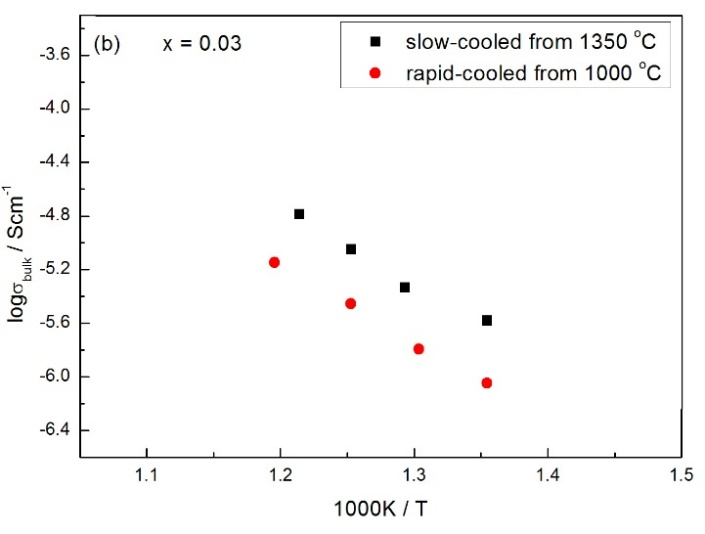 (b) x = 0.03
slow-cooled from 1350 °C
rapid-cooled from 1000 °C
-3.6
-4.0
-4.4
-4.8
-5.2
-5.6
-6.0
-6.4
logσbulk / Scm-1
1.1 1.2 1.3 1.4 1.5
1000K / T